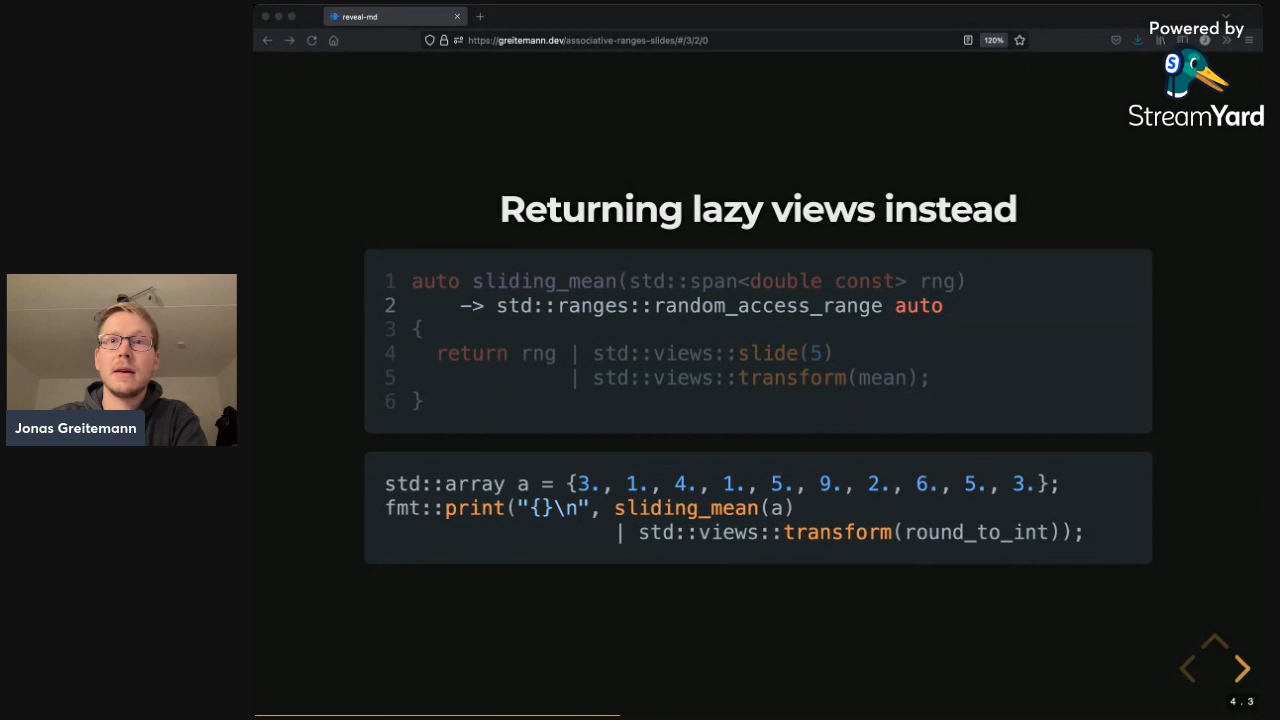 reveal-md
https://greitemann.dev/associative-ranges-slides/#/3/2/0
120%
Powered by
S
StreamYard
Returning lazy views instead
1 auto sliding_mean(std::span<double const> rng)
2     -> std::ranges::random_access_range auto
3 {
4   return rng | std::views::slide(5)
5              | std::views::transform(mean);
6 }
std::array a = {3., 1., 4., 1., 5., 9., 2., 6., 5., 3.};
fmt::print("{}\n", sliding_mean(a)
                   | std::views::transform(round_to_int));
Jonas Greitemann
4.3